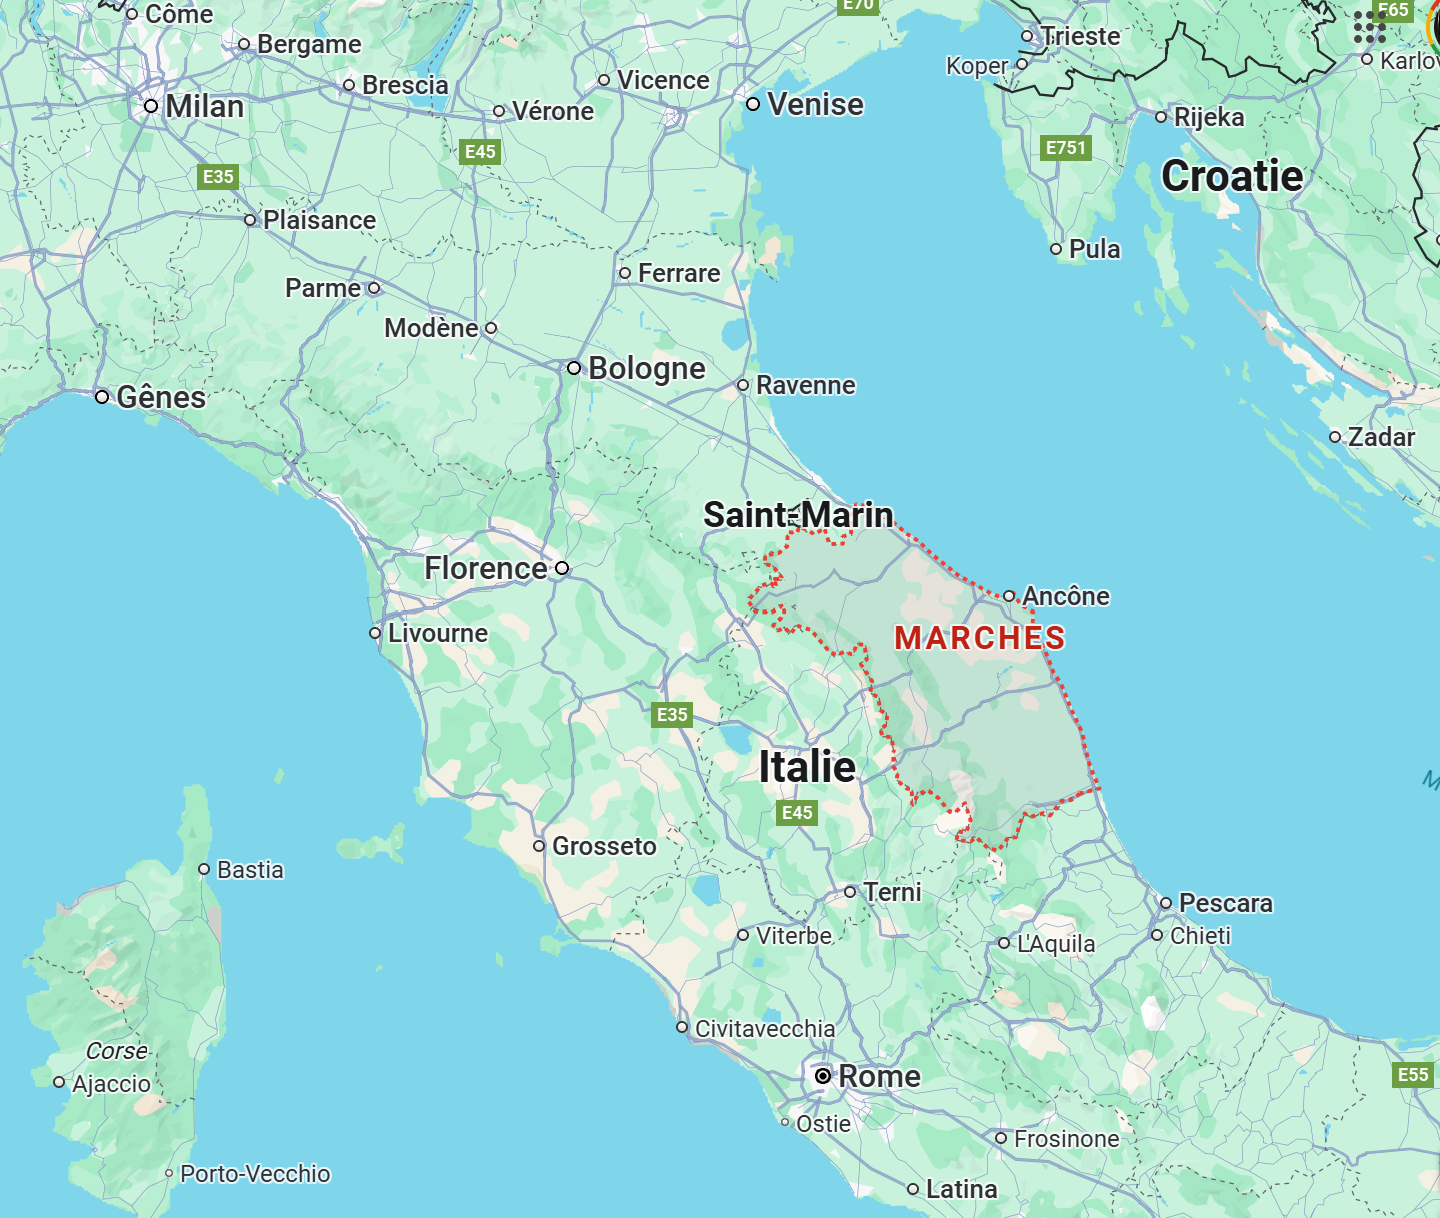 E70
E65
Côme
Trieste
Bergame
Koper
Vicence
Brescia
Milan
Venise
Vérone
Rijeka
E751
E45
E35
Croatie
Plaisance
Pula
Ferrare
Parme
Modène
Bologne
Ravenne
Gênes
Zadar
Saint-Marin
Florence
Ancône
Livourne
MARCHES
E35
Italie
E45
Grosseto
Bastia
Terni
Pescara
Viterbe
Chieti
L'Aquila
Civitavecchia
Corse
Rome
E55
Ajaccio
Ostie
Frosinone
Porto-Vecchio
Latina